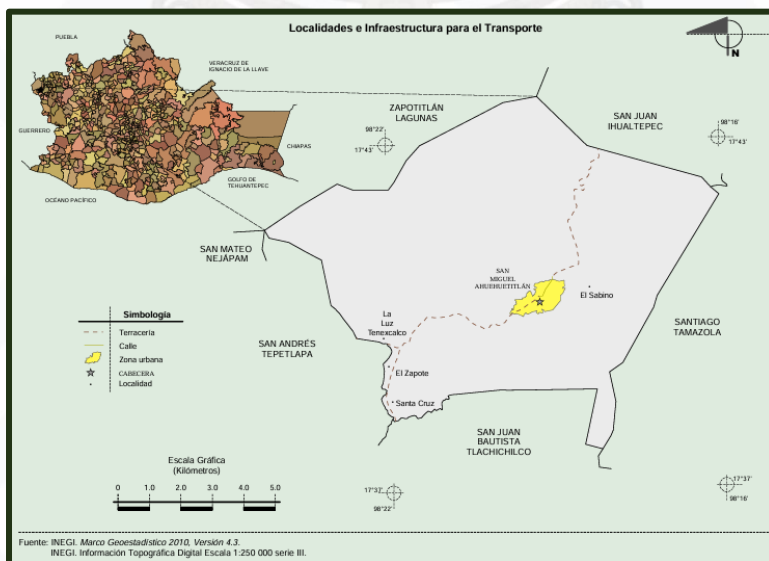 Localidades e Infraestructura para el Transporte
N
PUEBLA
VERACRUZ DE
IGNACIO DE LA LLAVE
GUERRERO
CHIAPAS
GOLFO DE
TEHUANTEPEC
OCÉANO PACÍFICO
ZAPOTITLÁN
LAGUNAS
SAN JUAN
IHUALTEPEC
98°22'
17°43'
98°16'
17°43'
SAN MATEO
NEJÁPAM
SAN
MIGUEL
AHUEHUETITLÁN
El Sabino
La
Luz
Tenexcalco
SAN ANDRÉS
TEPETLAPA
SANTIAGO
TAMAZOLA
El Zapote
Santa Cruz
SAN JUAN
BAUTISTA
TLACHICHILCO
Simbología
Terracería
Calle
Zona urbana
CABECERA
Localidad
Escala Gráfica
(Kilómetros)
0 1.0 2.0 3.0 4.0 5.0
17°37'
98°22'
17°37'
98°16'
Fuente: INEGI. Marco Geoestadístico 2010, Versión 4.3.
INEGI. Información Topográfica Digital Escala 1:250 000 serie III.